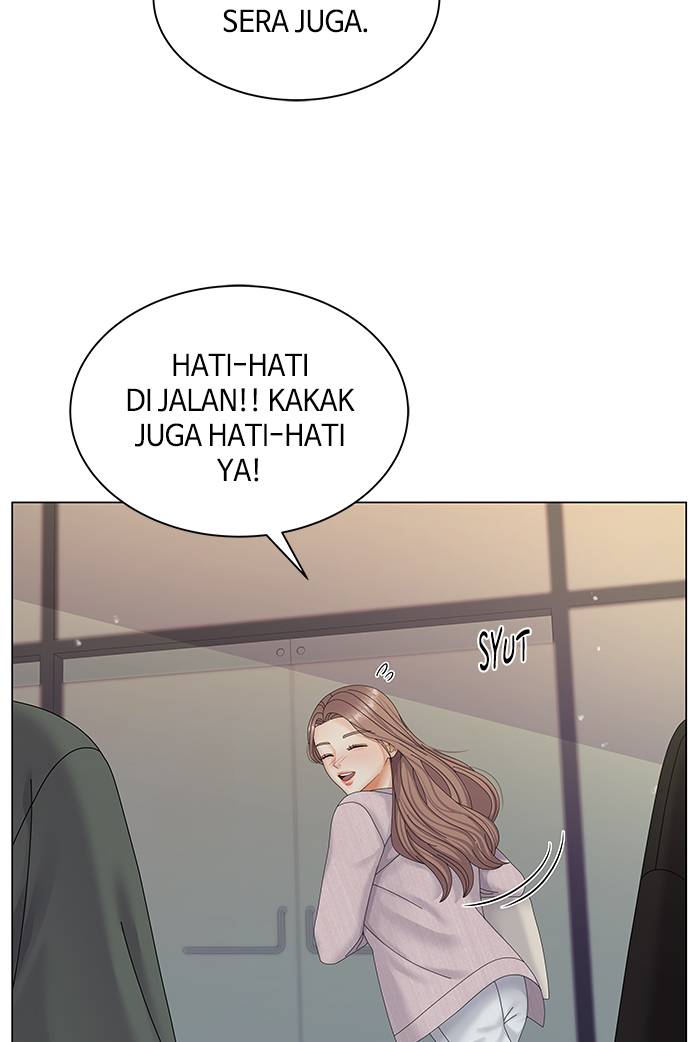 SERA JUGA.
HATI-HATI
DI JALAN!! KAKAK
JUGA HATI-HATI
YA!
SYUT